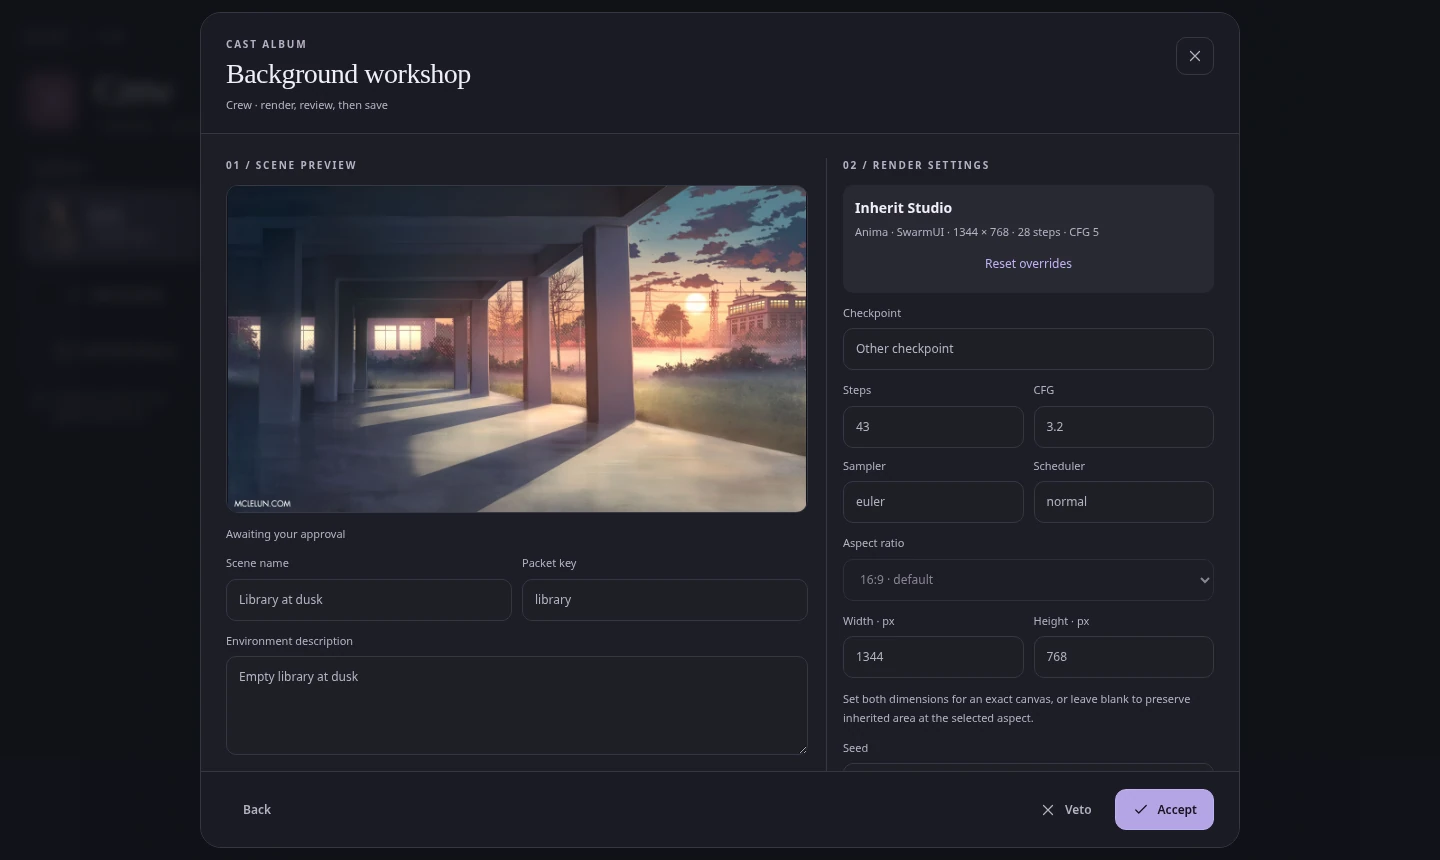 CAST ALBUM
Background workshop
Crew · render, review, then save
01 / SCENE PREVIEW
MCLELUN.COM
Awaiting your approval
Scene name
Packet key
Library at dusk
library
Environment description
Empty library at dusk
02 / RENDER SETTINGS
Inherit Studio
Anima · SwarmUI · 1344 × 768 · 28 steps · CFG 5
Reset overrides
Checkpoint
Other checkpoint
Steps
CFG
43
3.2
Sampler
Scheduler
euler
normal
Aspect ratio
16:9 · default
Width · px
Height · px
1344
768
Set both dimensions for an exact canvas, or leave blank to preserve
inherited area at the selected aspect.
Seed
Back
Veto
Accept